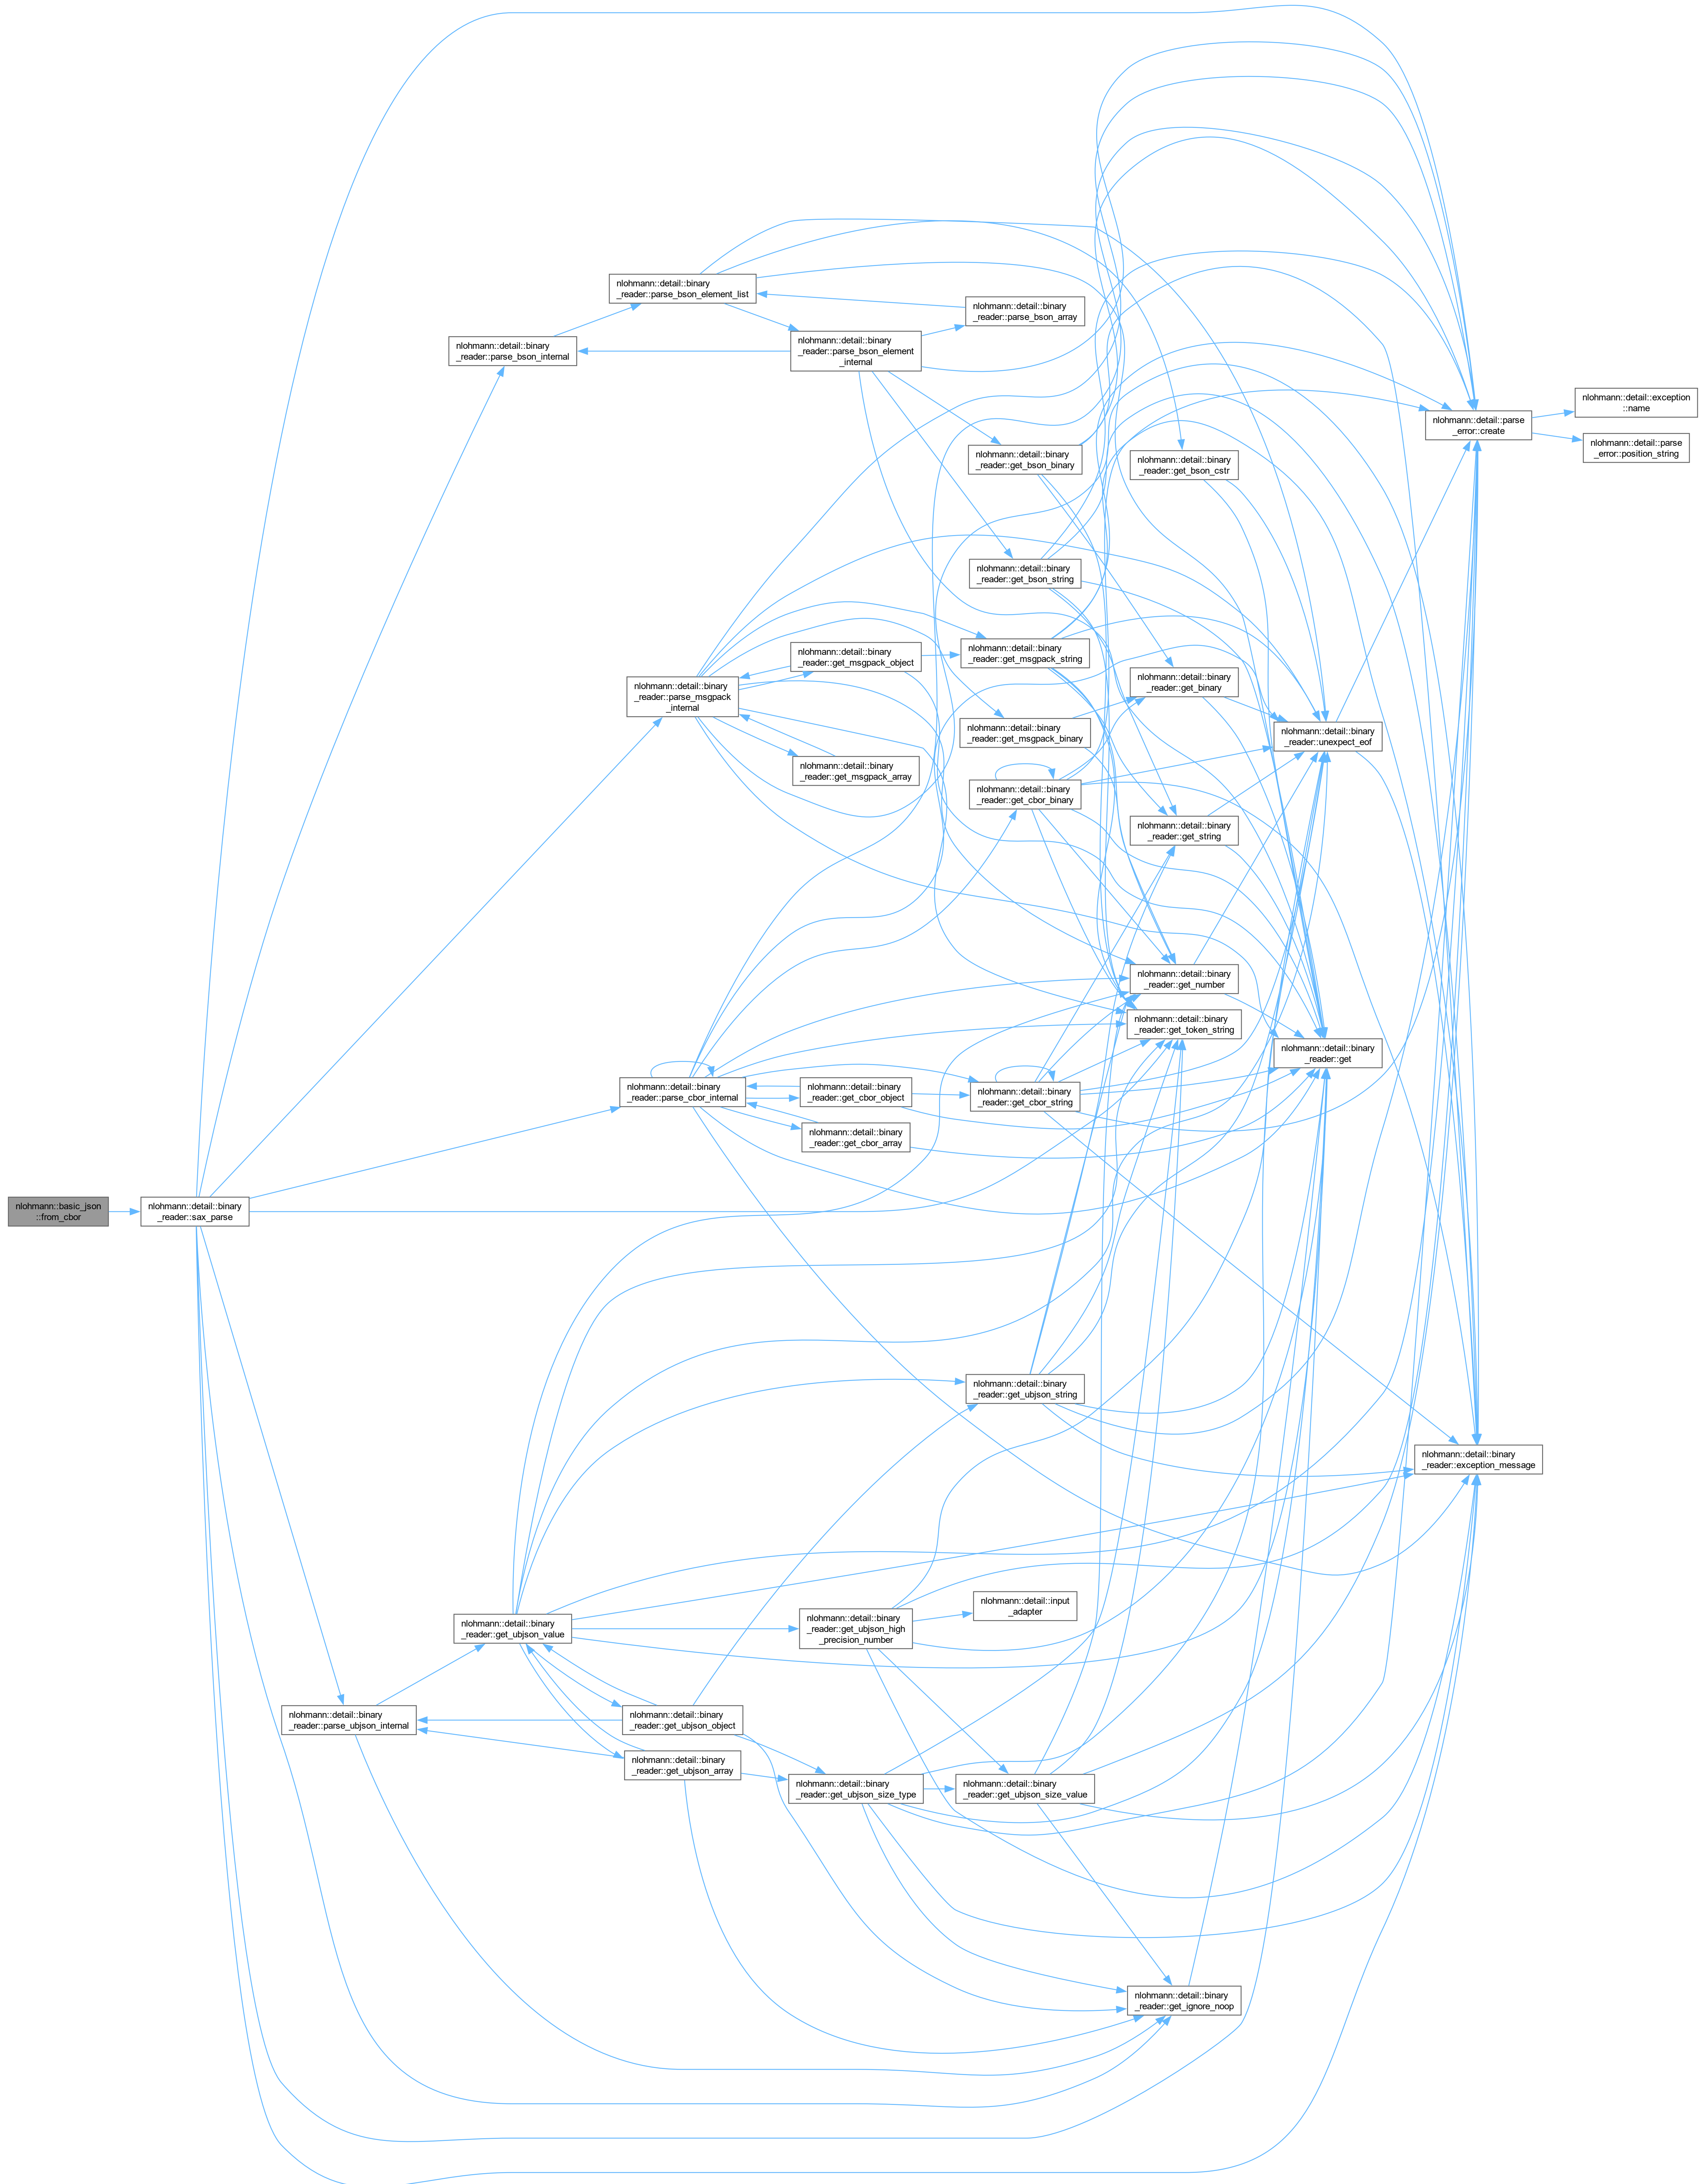 nlohmann::basic_json
::from_cbor
nlohmann::detail::binary
_reader::sax_parse
nlohmann::detail::binary
_reader::parse_bson_internal
nlohmann::detail::binary
_reader::parse_bson_element_list
nlohmann::detail::binary
_reader::parse_bson_element
_internal
nlohmann::detail::binary
_reader::parse_bson_array
nlohmann::detail::binary
_reader::get_bson_binary
nlohmann::detail::binary
_reader::get_bson_cstr
nlohmann::detail::parse
_error::create
nlohmann::detail::exception
::name
nlohmann::detail::parse
_error::position_string
nlohmann::detail::binary
_reader::get_bson_string
nlohmann::detail::binary
_reader::parse_msgpack
_internal
nlohmann::detail::binary
_reader::get_msgpack_object
nlohmann::detail::binary
_reader::get_msgpack_string
nlohmann::detail::binary
_reader::get_binary
nlohmann::detail::binary
_reader::get_msgpack_binary
nlohmann::detail::binary
_reader::unexpect_eof
nlohmann::detail::binary
_reader::get_msgpack_array
nlohmann::detail::binary
_reader::get_cbor_binary
nlohmann::detail::binary
_reader::get_string
nlohmann::detail::binary
_reader::get_number
nlohmann::detail::binary
_reader::get_token_string
nlohmann::detail::binary
_reader::get
nlohmann::detail::binary
_reader::parse_cbor_internal
nlohmann::detail::binary
_reader::get_cbor_object
nlohmann::detail::binary
_reader::get_cbor_string
nlohmann::detail::binary
_reader::get_cbor_array
nlohmann::detail::binary
_reader::get_ubjson_string
nlohmann::detail::binary
_reader::exception_message
nlohmann::detail::binary
_reader::get_ubjson_value
nlohmann::detail::binary
_reader::get_ubjson_high
_precision_number
nlohmann::detail::input
_adapter
nlohmann::detail::binary
_reader::parse_ubjson_internal
nlohmann::detail::binary
_reader::get_ubjson_object
nlohmann::detail::binary
_reader::get_ubjson_array
nlohmann::detail::binary
_reader::get_ubjson_size_type
nlohmann::detail::binary
_reader::get_ubjson_size_value
nlohmann::detail::binary
_reader::get_ignore_noop